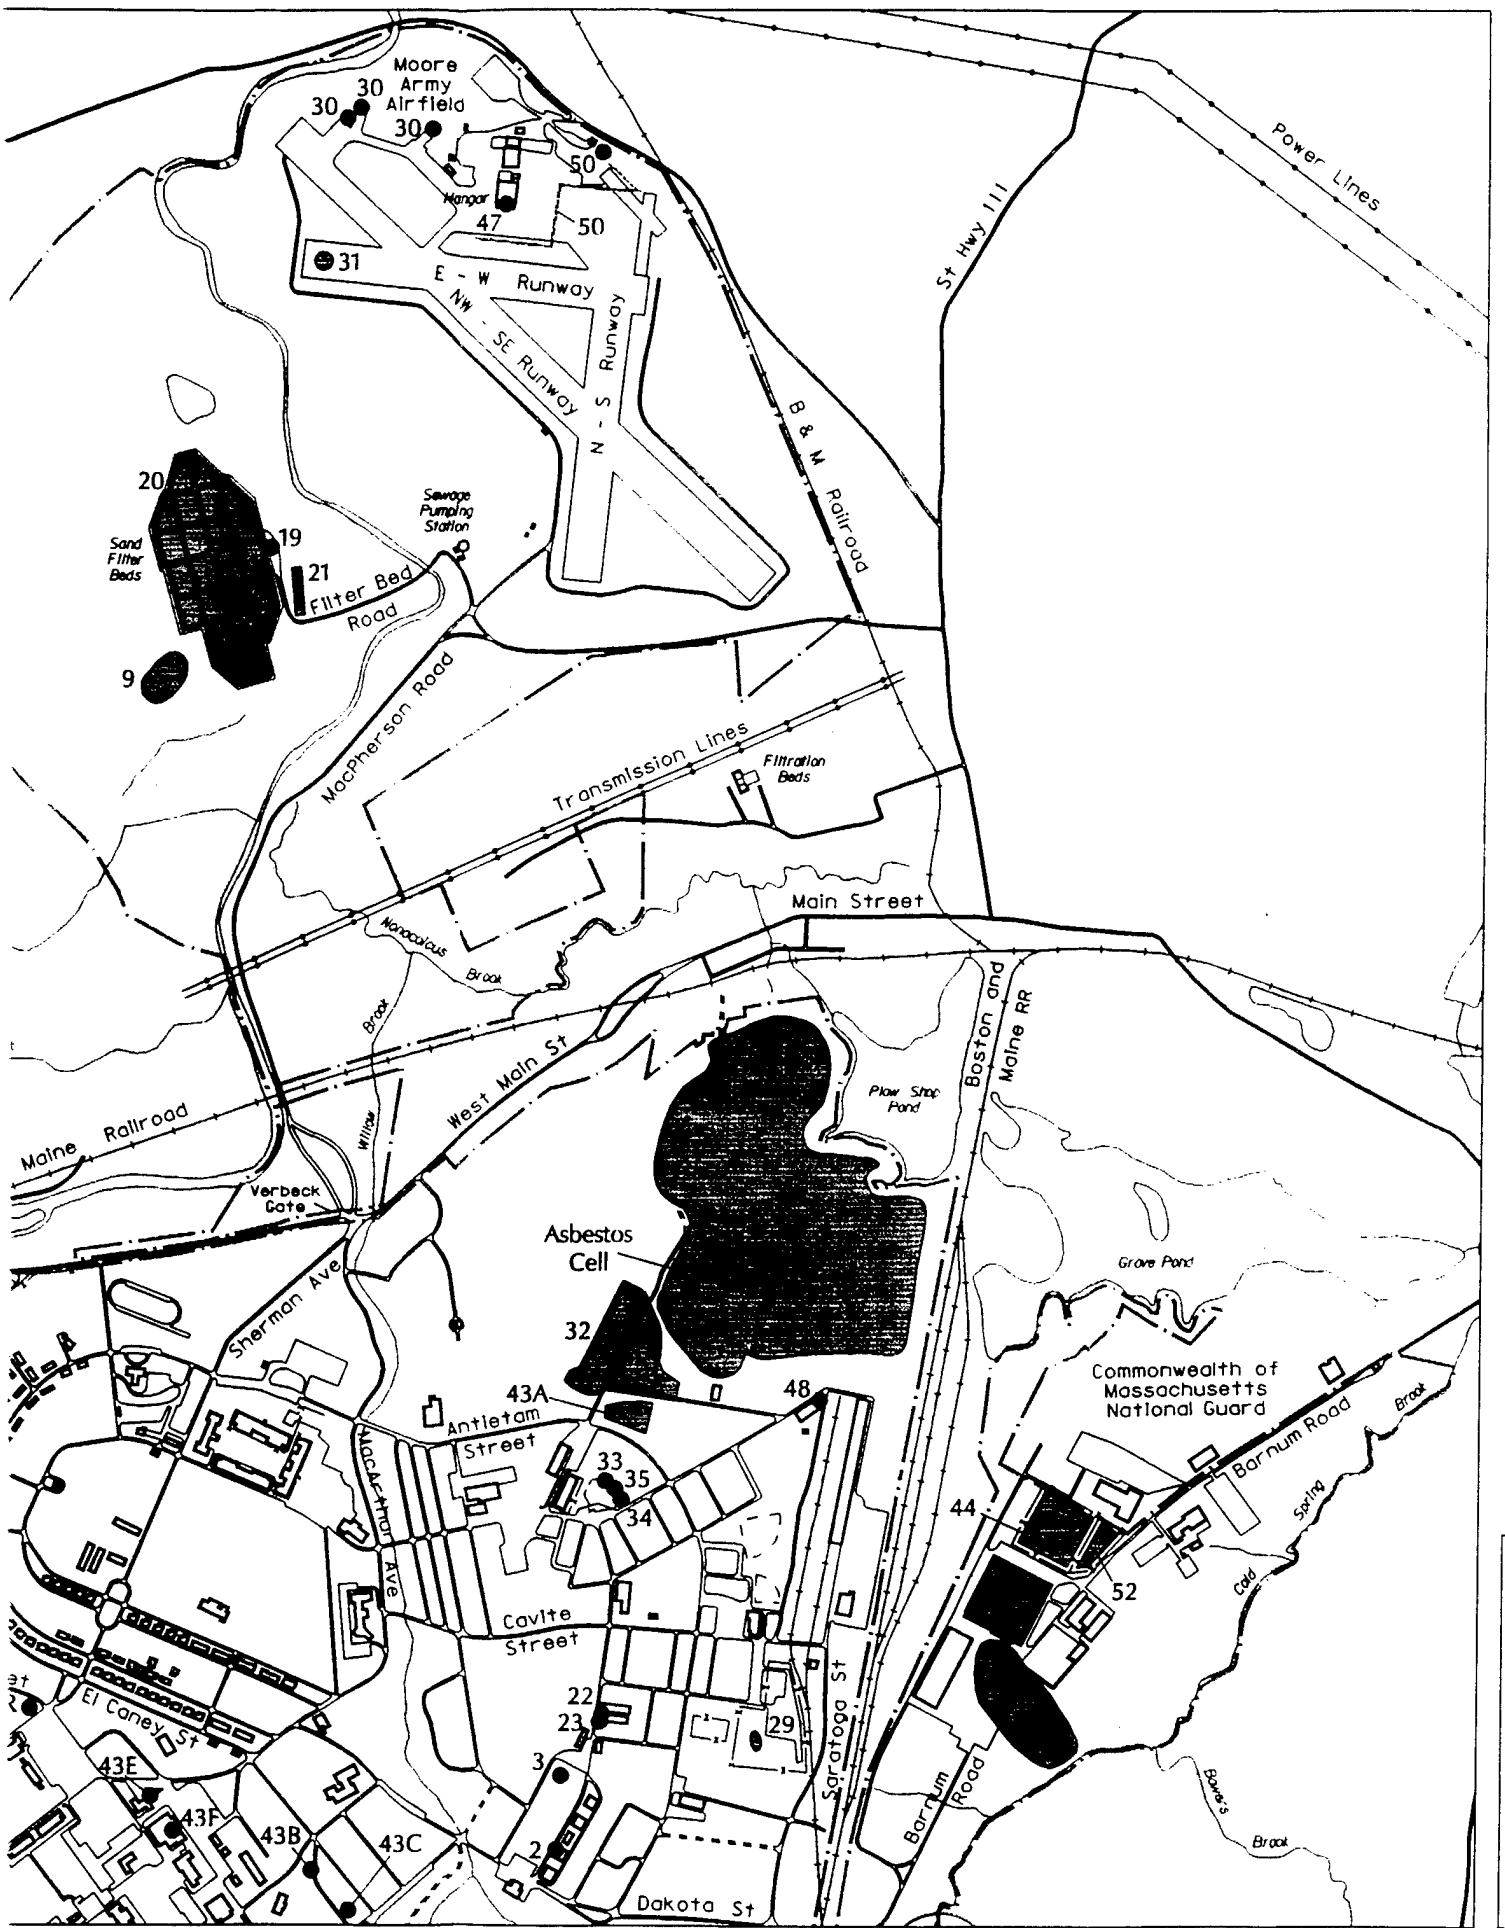 Moore
Army
Airfield
30
30
30
Power Lines
50
Hangar
47
50
St Hwy 111
31
E - W Runway
NW - SE Runway
N - S Runway
B & M Railroad
20
Sewage
Pumping
Station
19
Sand
Filter
Beds
21
Filter Bed
Road
9
MacPherson Road
Transmission Lines
Filtration
Beds
Main Street
Nonacoicus
Brook
Brook
Willow
Boston and
Maine RR
West Main St
Plow Shop
Pond
Maine Railroad
Verbeck
Gate
Asbestos
Cell
Grove Pond
Sherman Ave
32
Commonwealth of
Massachusetts
National Guard
43A
48
Antietam
Street
Barnum Road
Brook
MacArthur
Ave
33
35
34
44
Spring
Cold
52
Cavite
Street
El Caney St
22
23
29
Saratoga St
3
43E
43F
Barnum
Road
Bowers
Brook
43B
43C
2
Dakota St